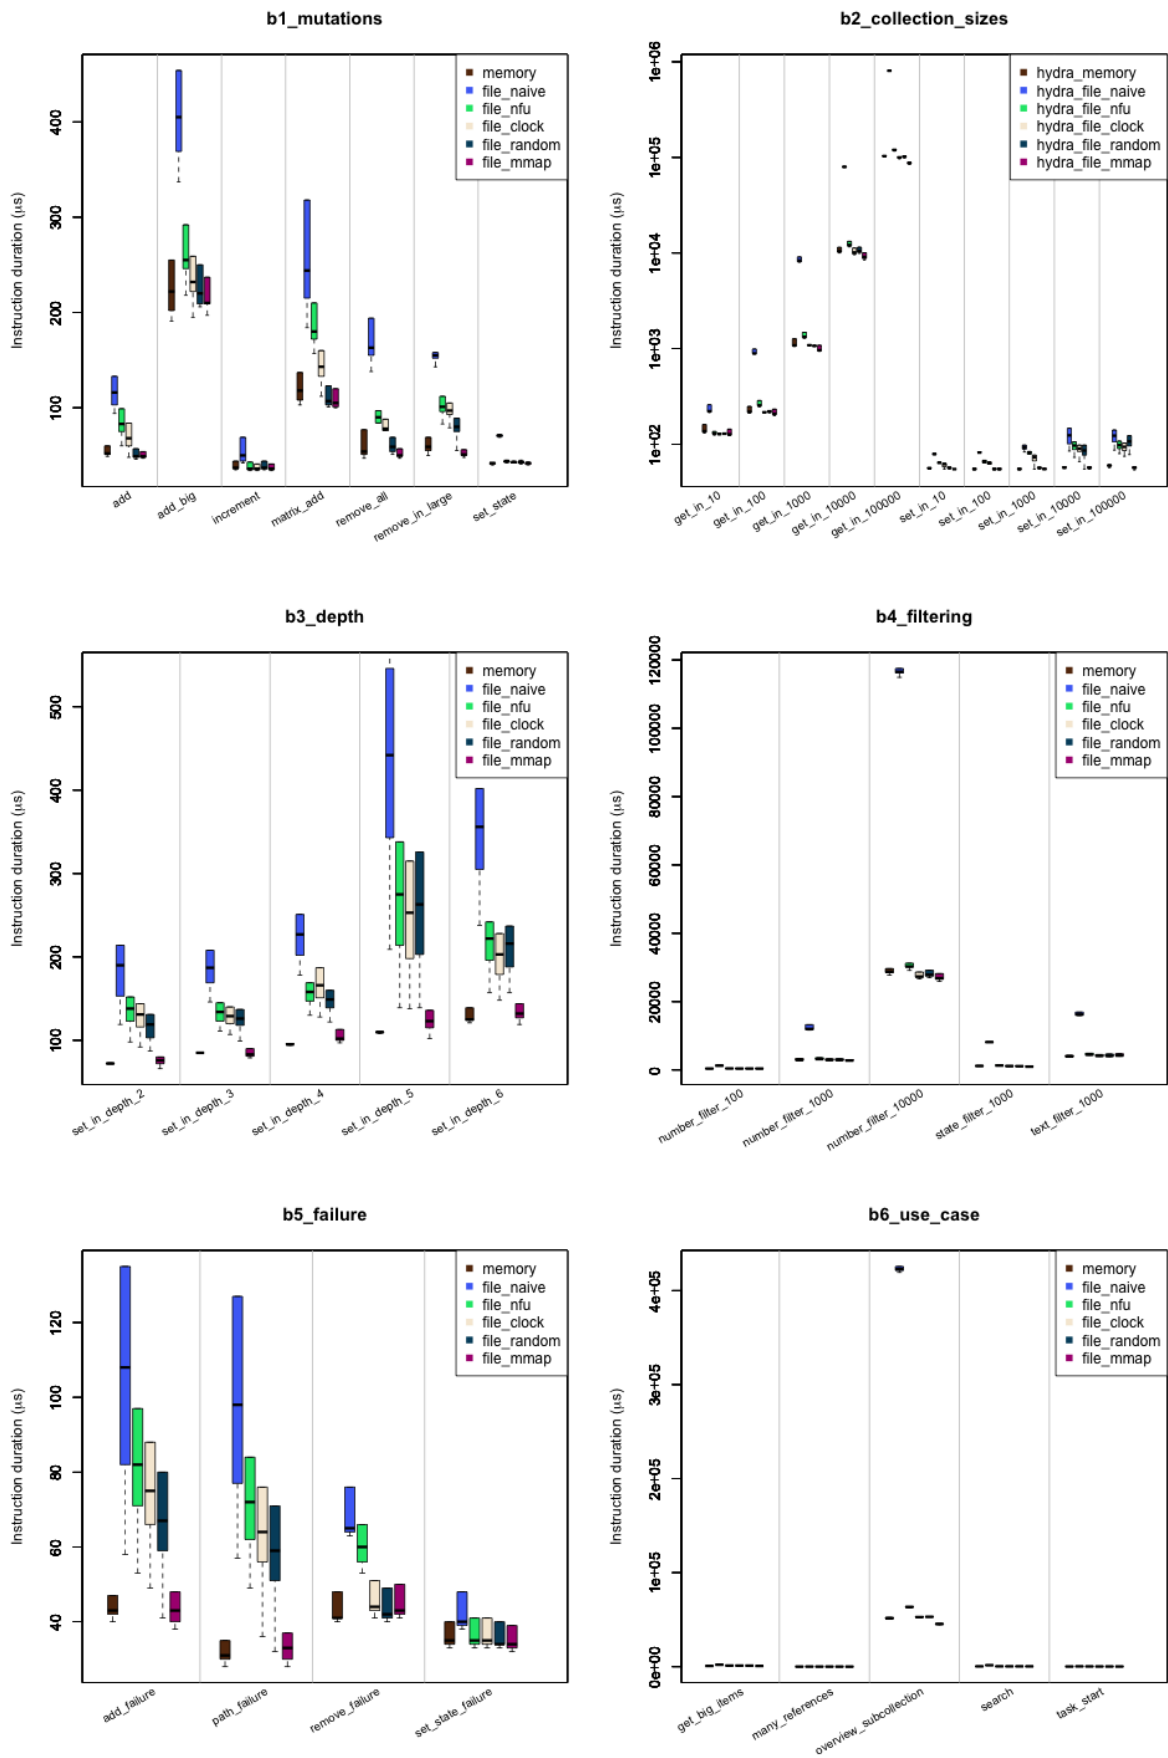 b1_mutations
Instruction duration (µs)
100
200
300
400
memory
file_naive
file_nfu
file_clock
file_random
file_mmap
add
add_big
increment
matrix_add
remove_all
remove_in_large
set_state
b2_collection_sizes
Instruction duration (µs)
1e+02
1e+03
1e+04
1e+05
1e+06
hydra_memory
hydra_file_naive
hydra_file_nfu
hydra_file_clock
hydra_file_random
hydra_file_mmap
get_in_10
get_in_100
get_in_1000
get_in_10000
get_in_100000
set_in_10
set_in_100
set_in_1000
set_in_10000
set_in_100000
b3_depth
Instruction duration (µs)
100
200
300
400
500
memory
file_naive
file_nfu
file_clock
file_random
file_mmap
set_in_depth_2
set_in_depth_3
set_in_depth_4
set_in_depth_5
set_in_depth_6
b4_filtering
Instruction duration (µs)
0
20000
40000
60000
80000
100000
120000
memory
file_naive
file_nfu
file_clock
file_random
file_mmap
number_filter_100
number_filter_1000
number_filter_10000
state_filter_1000
text_filter_1000
b5_failure
Instruction duration (µs)
40
60
80
100
120
memory
file_naive
file_nfu
file_clock
file_random
file_mmap
add_failure
path_failure
remove_failure
set_state_failure
b6_use_case
Instruction duration (µs)
0e+00
1e+05
2e+05
3e+05
4e+05
memory
file_naive
file_nfu
file_clock
file_random
file_mmap
get_big_items
many_references
overview_subcollection
search
task_start